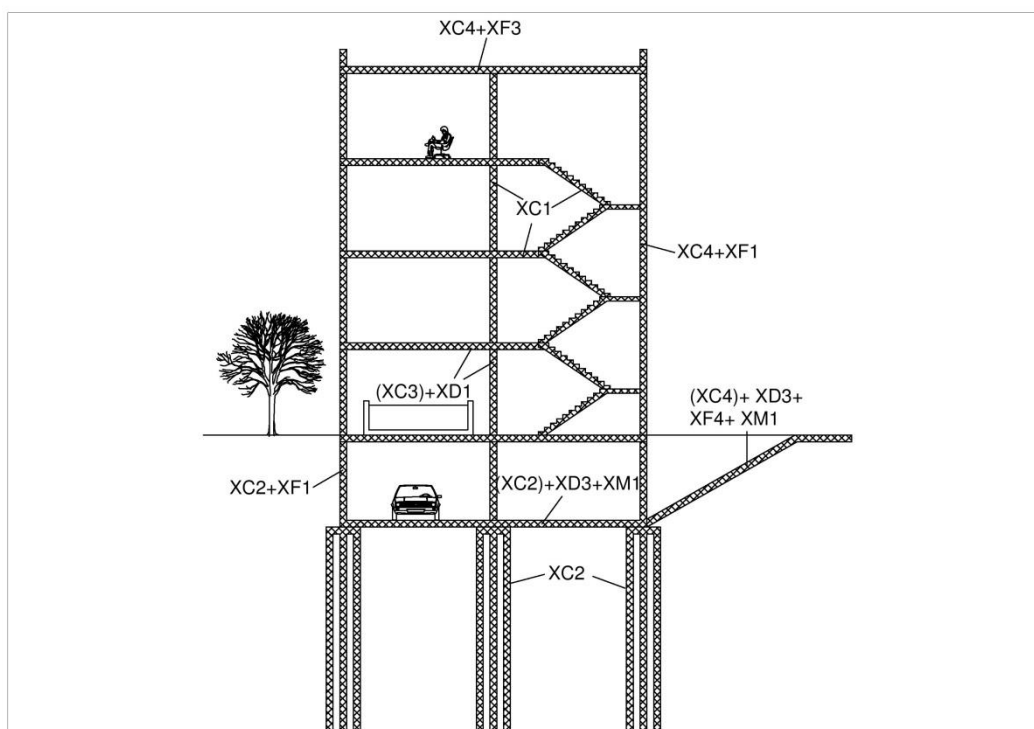 XC4+XF3
XC1
XC4+XF1
(XC3)+XD1
(XC4)+ XD3+
XF4+ XM1
XC2+XF1
(XC2)+XD3+XM1
XC2